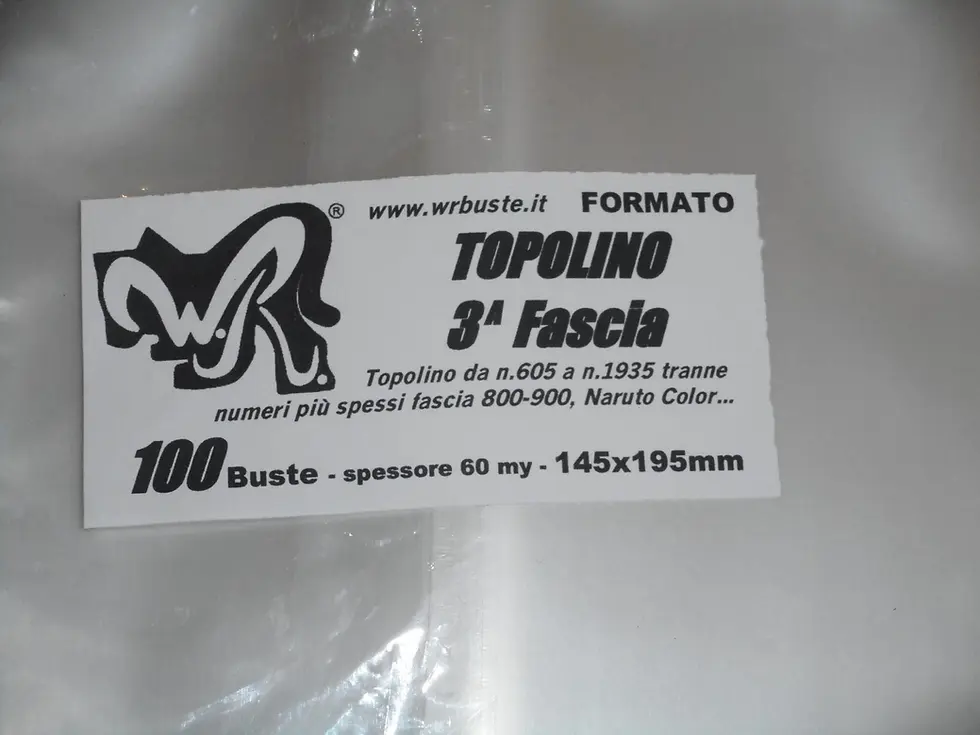 W.R. ®
www.wrbuste.it FORMATO
TOPOLINO
3ᴬ Fascia
Topolino da n.605 a n.1935 tranne
numeri più spessi fascia 800-900, Naruto Color...
100 Buste - spessore 60 my - 145x195mm